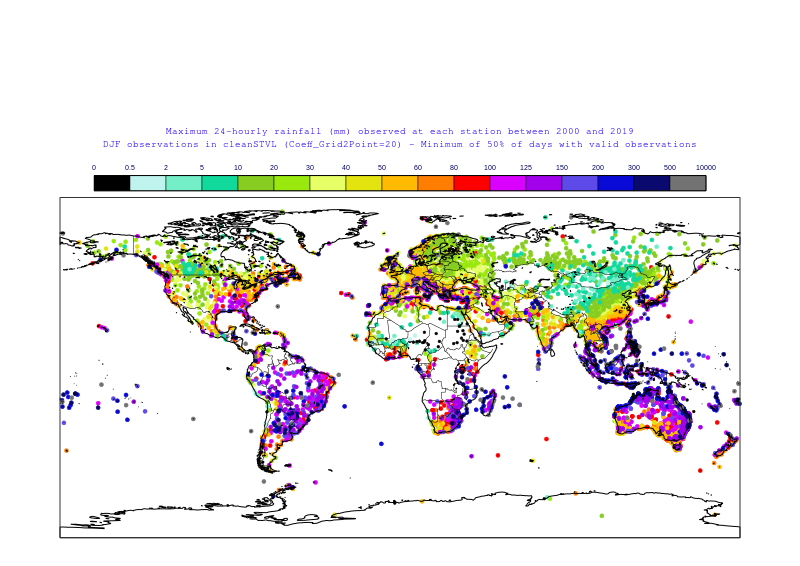 Maximum 24-hourly rainfall (mm) observed at each station between 2000 and 2019
DJF observations in cleanSTVL (Coeff_Grid2Point=20) - Minimum of 50% of days with valid observations
0 0.5 2 5 10 20 30 40 50 60 80 100 125 150 200 300 500 10000